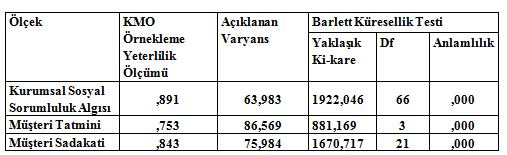 Ölçek KMO Örnekleme Yeterlilik Ölçümü Açıklanan Varyans Barlett Küresellik Testi
Yaklaşık Ki-kare Df Anlamlılık
Kurumsal Sosyal Sorumluluk Algısı ,891 63,983 1922,046 66 ,000
Müşteri Tatmini ,753 86,569 881,169 3 ,000
Müşteri Sadakati ,843 75,984 1670,717 21 ,000